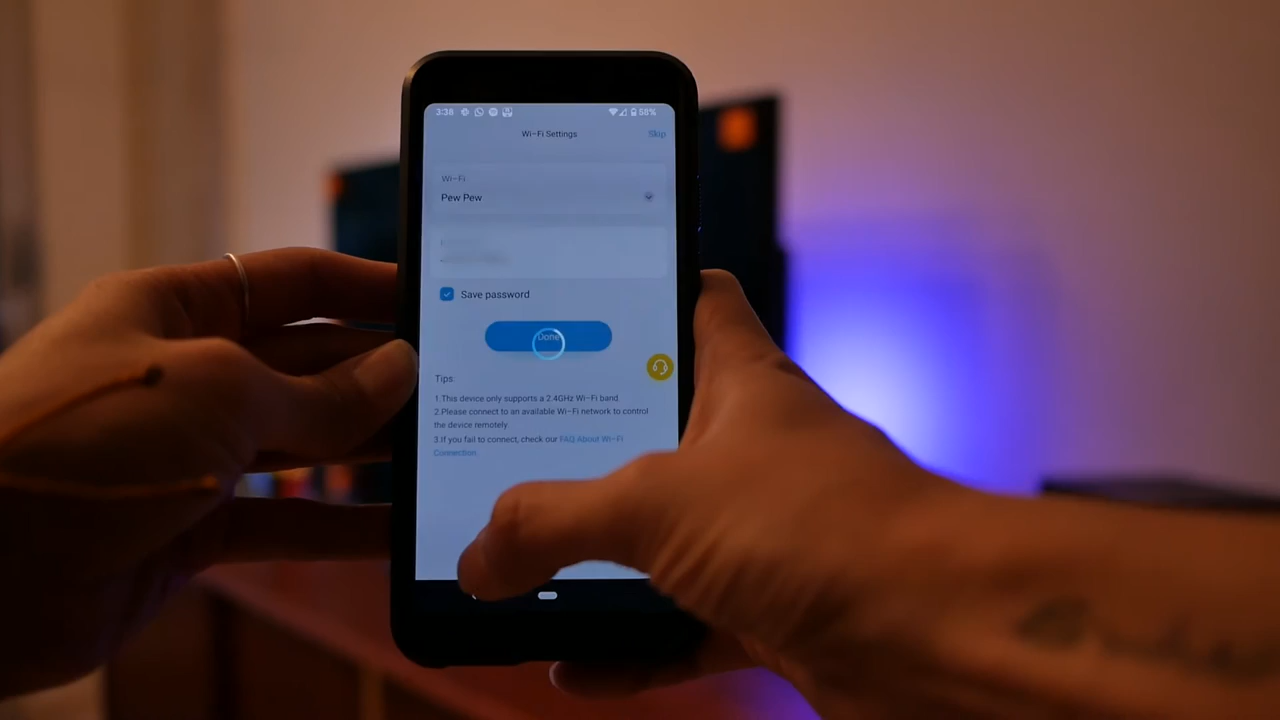 3:38
58%
Wi-Fi Settings
Skip
Wi-Fi
Pew Pew
Save password
Done
Tips:
1.This device only supports a 2.4GHz Wi-Fi band.
2.Please connect to an available Wi-Fi network to control
the device remotely
3.If you fail to connect, check our FAQ About Wi-Fi
Connection